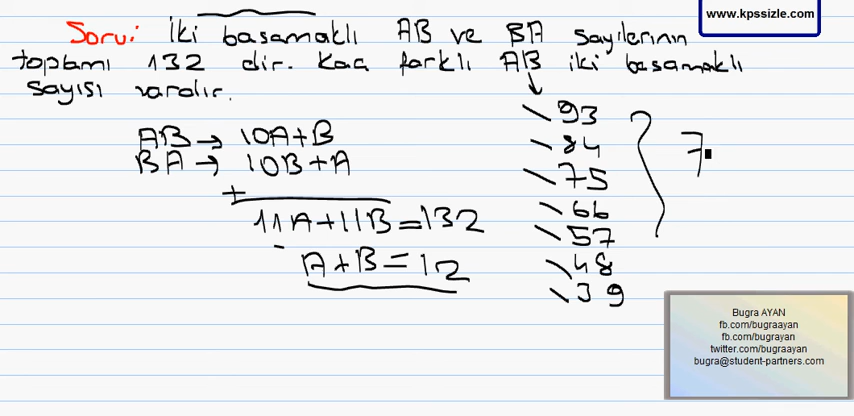 www.kpssizle.com
Soru: İki basamaklı AB ve BA sayılarının
toplamı 132 dir. Kaç farklı AB iki basamaklı
sayısı vardır.
AB → 10A+B
BA → 10B+A
+
11A+11B=132
A+B=12
93
84
75
66
57
48
39
7
Bugra AYAN
fb.com/bugraayan
fb.com/bugraayan
twitter.com/bugraayan
bugra@student-partners.com